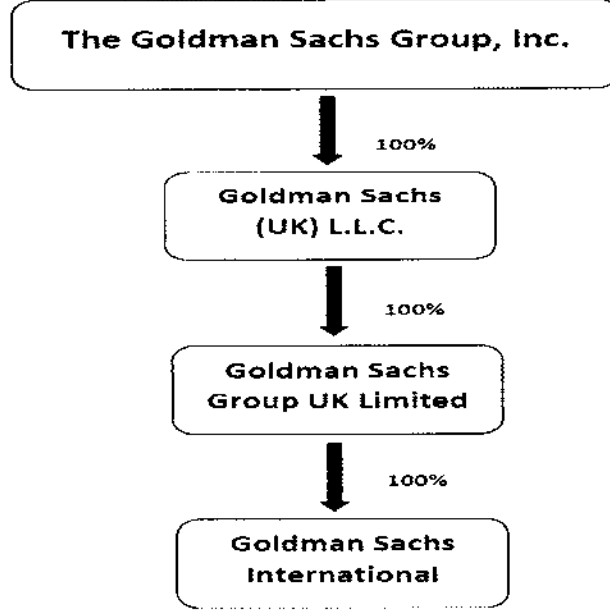 The Goldman Sachs Group, Inc.
100%
Goldman Sachs
(UK) L.L.C.
100%
Goldman Sachs
Group UK Limited
100%
Goldman Sachs
International